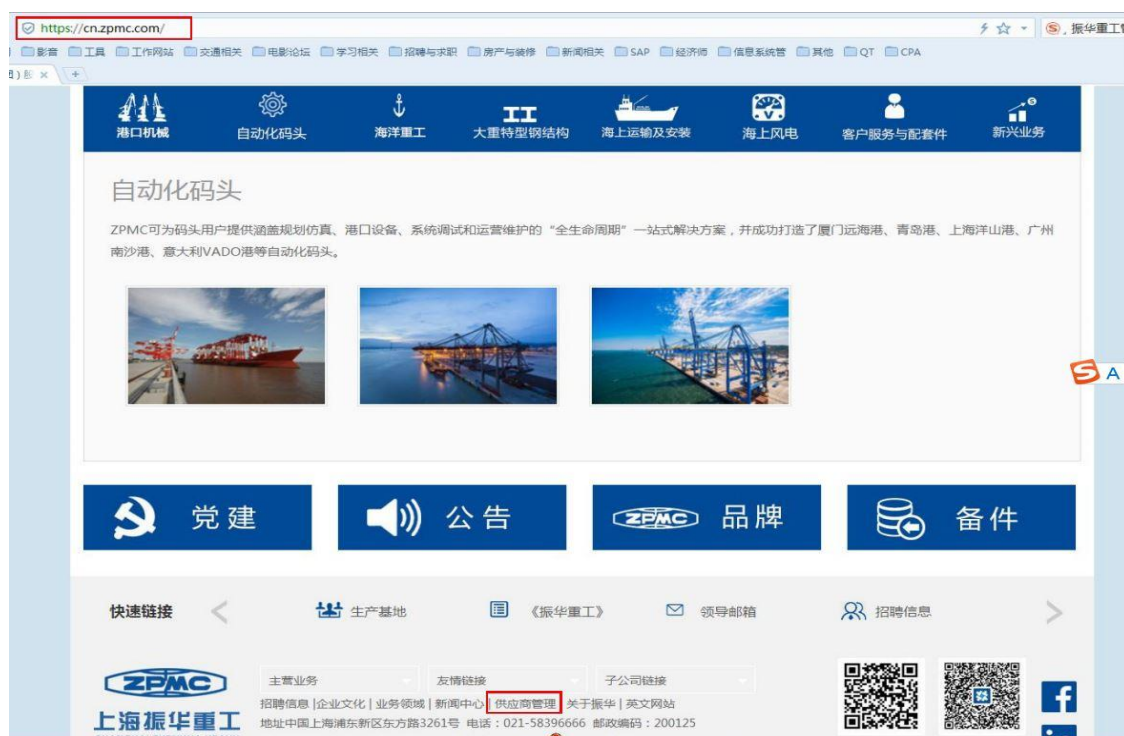 https://cn.zpmc.com/
振华重工
影音 工具 工作网站 交通相关 电影论坛 学习相关 招聘与求职 房产与装修 新闻相关 SAP 经济师 信息系统管 其他 QT CPA
港口机械 自动化码头 海洋重工 大重特型钢结构 海上运输及安装 海上风电 客户服务与配套件 新兴业务
自动化码头
ZPMC可为码头用户提供涵盖规划仿真、港口设备、系统调试和运营维护的“全生命周期”一站式解决方案，并成功打造了厦门远海港、青岛港、上海洋山港、广州
南沙港、意大利VADO港等自动化码头。
A
党建 公告 ZPMC 品牌 备件
快速链接 生产基地 《振华重工》 领导邮箱 招聘信息
ZPMC 主营业务 友情链接 子公司链接
招聘信息 |企业文化 | 业务领域 | 新闻中心 | 供应商管理 | 关于振华 | 英文网站
上海振华重工 地址中国上海浦东新区东方路3261号 电话：021-58396666 邮政编码：200125